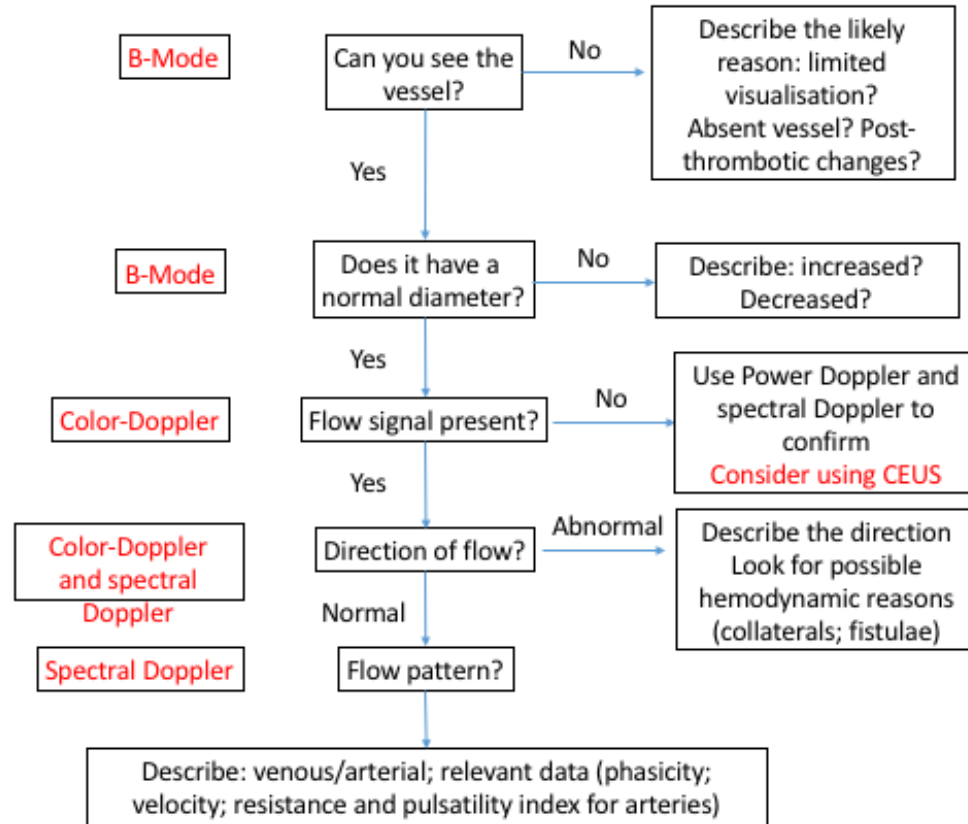 B-Mode
Can you see the
vessel?
No
Describe the likely
reason: limited
visualisation?
Absent vessel? Post-
thrombotic changes?
Yes
B-Mode
Does it have a
normal diameter?
No
Describe: increased?
Decreased?
Yes
Color-Doppler
Flow signal present?
No
Use Power Doppler and
spectral Doppler to
confirm
Consider using CEUS
Yes
Color-Doppler
and spectral
Doppler
Direction of flow?
Abnormal
Describe the direction
Look for possible
hemodynamic reasons
(collaterals; fistulae)
Normal
Spectral Doppler
Flow pattern?
Describe: venous/arterial; relevant data (phasicity;
velocity; resistance and pulsatility index for arteries)